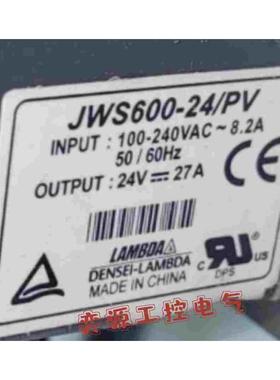 JWS600-24/PV
INPUT : 100-240VAC ~ 8.2A
50 / 60Hz
OUTPUT : 24V ⎓ 27A
CE
LAMBDA
DENSEI-LAMBDA
MADE IN CHINA
C US
DPS
奕源工控电气